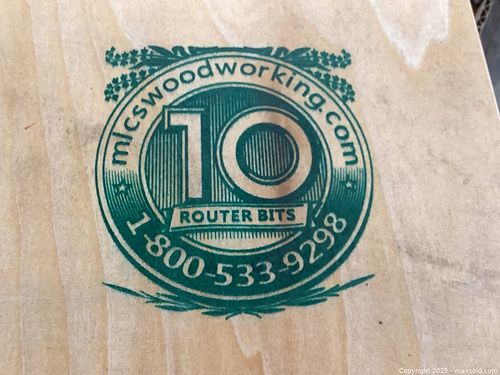 mlcswoodworking.com
10
ROUTER BITS
1-800-533-9298
Copyright 2025 - maxsold.com